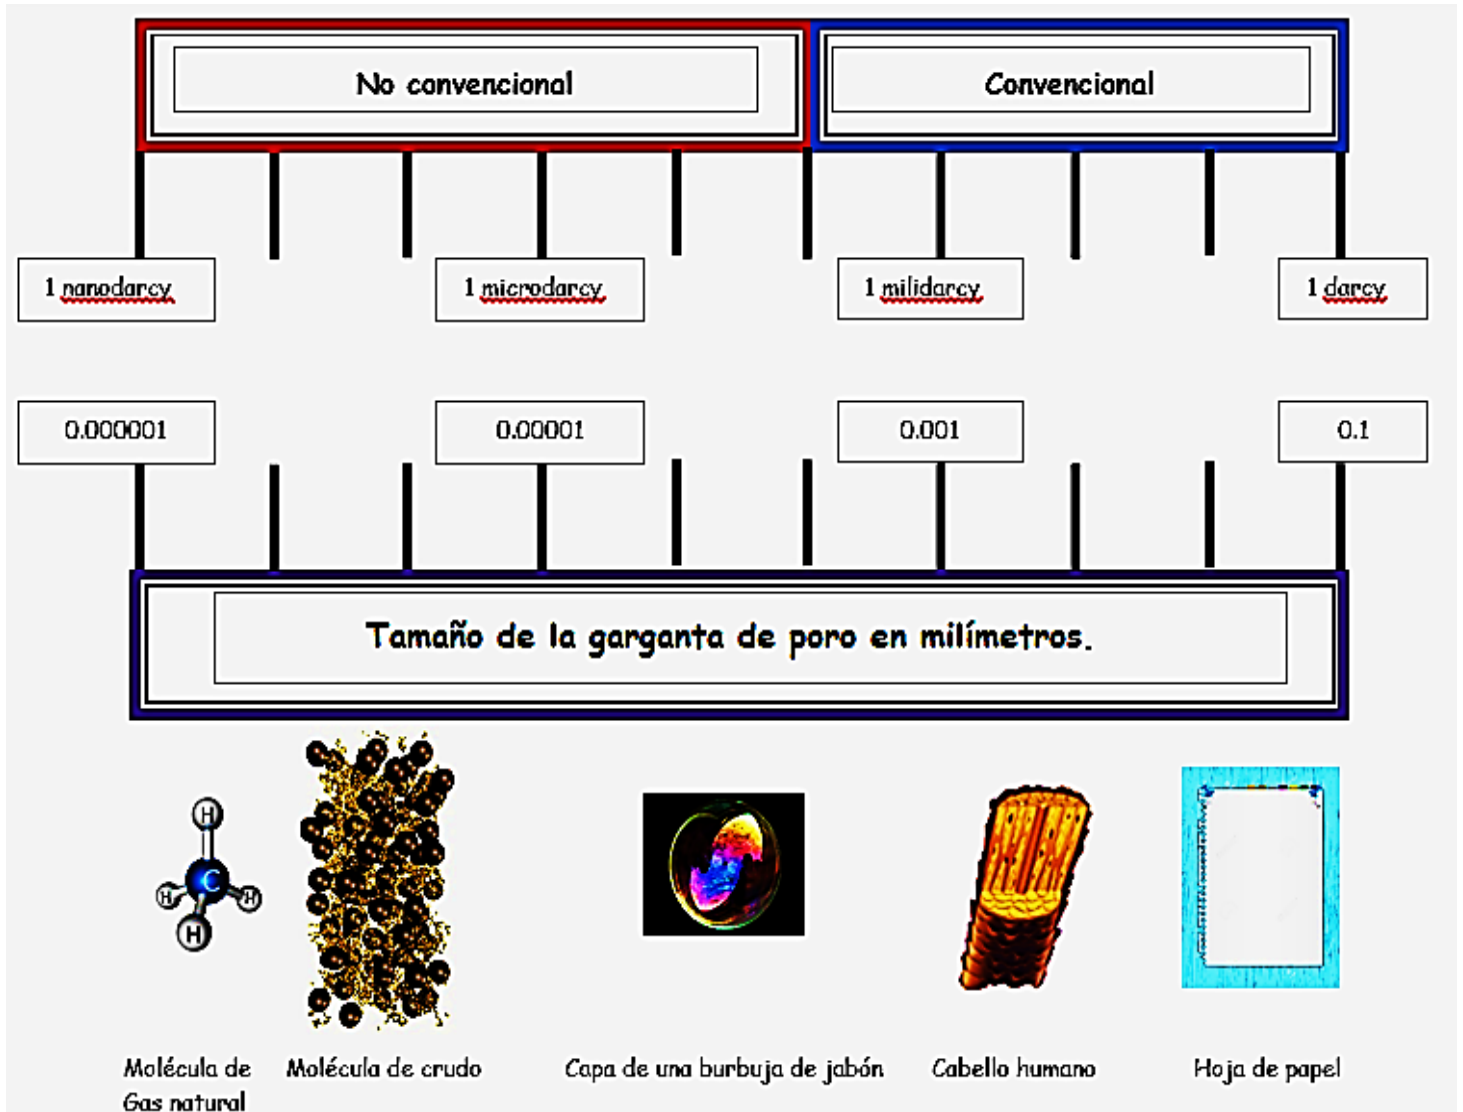 No convencional
Convencional
1 nanodarcy
1 microdarcy
1 milidarcy
1 darcy
0.000001
0.00001
0.001
0.1
Tamaño de la garganta de poro en milímetros.
H
C
H
H
H
Molécula de
Gas natural
Molécula de crudo
Capa de una burbuja de jabón
Cabello humano
Hoja de papel